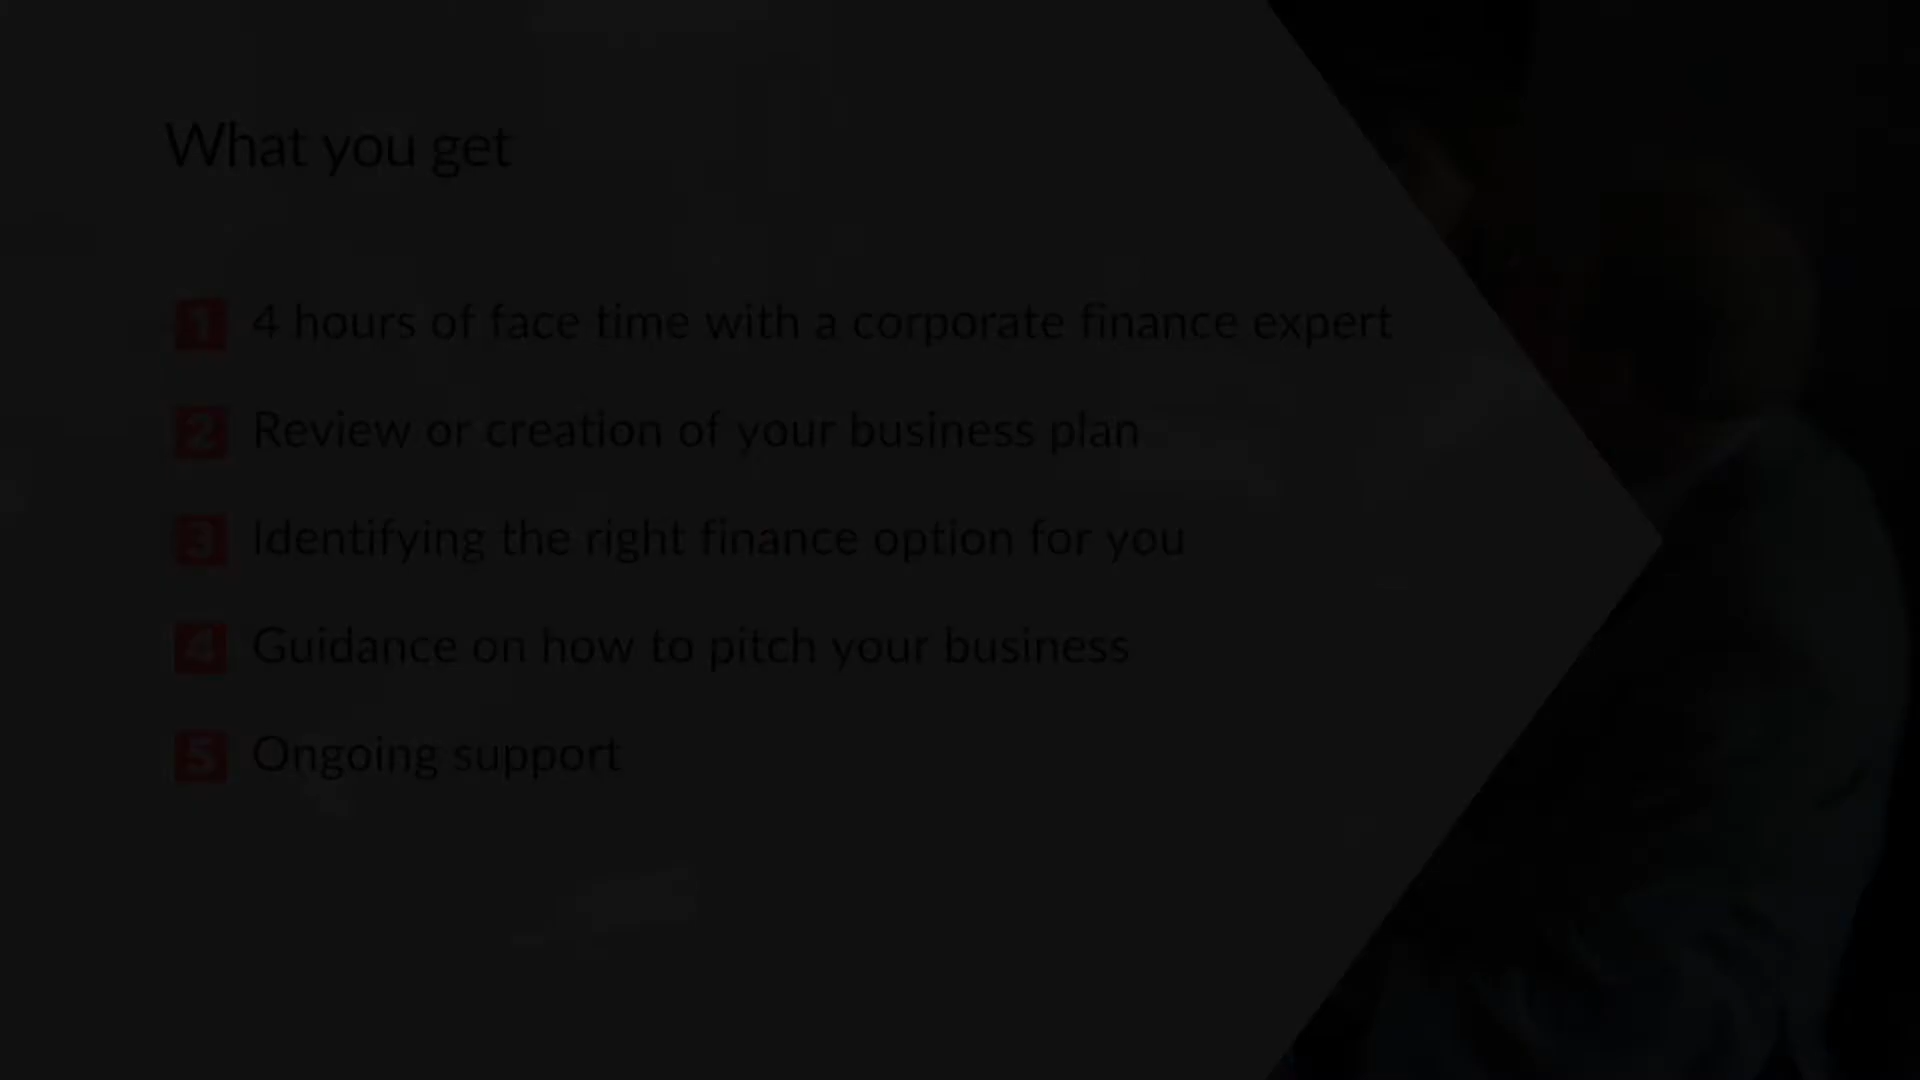 What you get
1 4 hours of face time with a corporate finance expert
2 Review or creation of your business plan
3 Identifying the right finance option for you
4 Guidance on how to pitch your business
5 Ongoing support